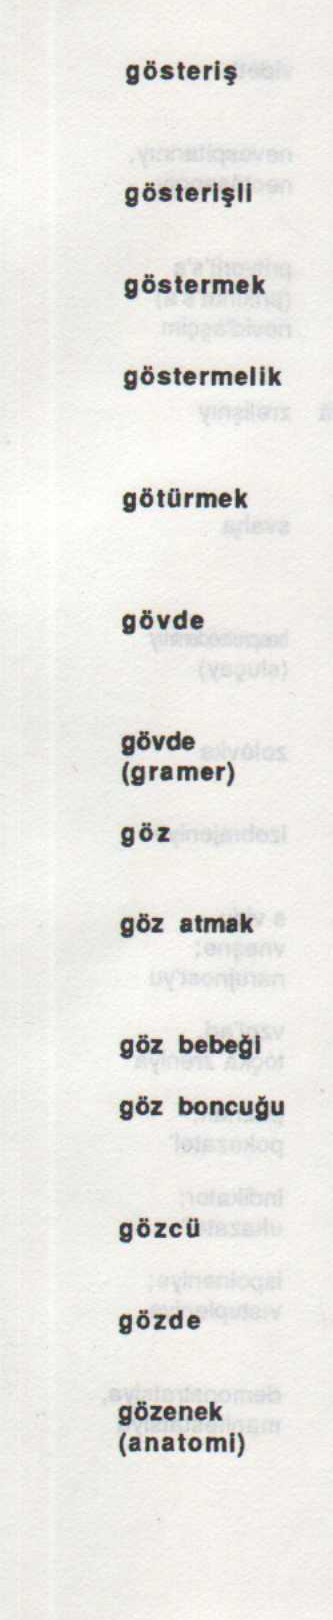 gösteriş
gösterişli
göstermek
göstermelik
götürmek
gövde
gövde
(gramer)
göz
göz atmak
göz bebeği
göz boncuğu
gözcü
gözde
gözenek
(anatomi)